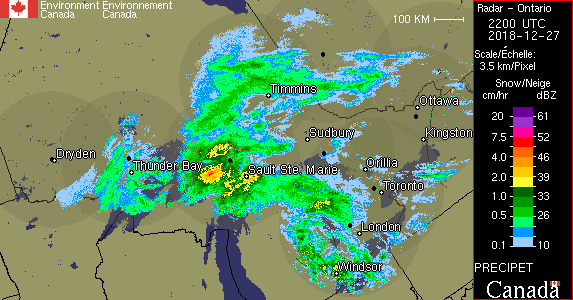 Environment Environnement
Canada Canada
100 KM
Timmins
Ottawa
Sudbury
Kingston
Dryden
Thunder Bay
Sault Ste. Marie
Orillia
Toronto
London
Windsor
Radar - Ontario
2200 UTC
2018-12-27
Scale/Échelle:
3.5 km/Pixel
Snow/Neige
cm/hr dBZ
20 61
7.5 52
4.0 46
2.0 39
1.0 33
0.5 26
0.1 10
PRECIPET
Canada